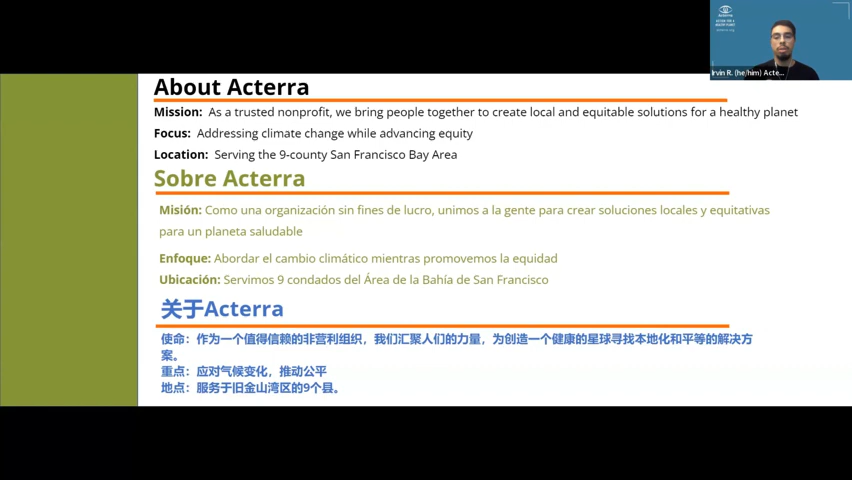 About Acterra
Mission: As a trusted nonprofit, we bring people together to create local and equitable solutions for a healthy planet
Focus: Addressing climate change while advancing equity
Location: Serving the 9-county San Francisco Bay Area
Sobre Acterra
Misión: Como una organización sin fines de lucro, unimos a la gente para crear soluciones locales y equitativas
para un planeta saludable
Enfoque: Abordar el cambio climático mientras promovemos la equidad
Ubicación: Servimos 9 condados del Área de la Bahía de San Francisco
关于Acterra
使命：作为一个值得信赖的非营利组织，我们汇聚人们的力量，为创造一个健康的星球寻找本地化和平等的解决方
案。
重点：应对气候变化，推动公平
地点：服务于旧金山湾区的9个县。
Irvin R. (he/him) Acte...